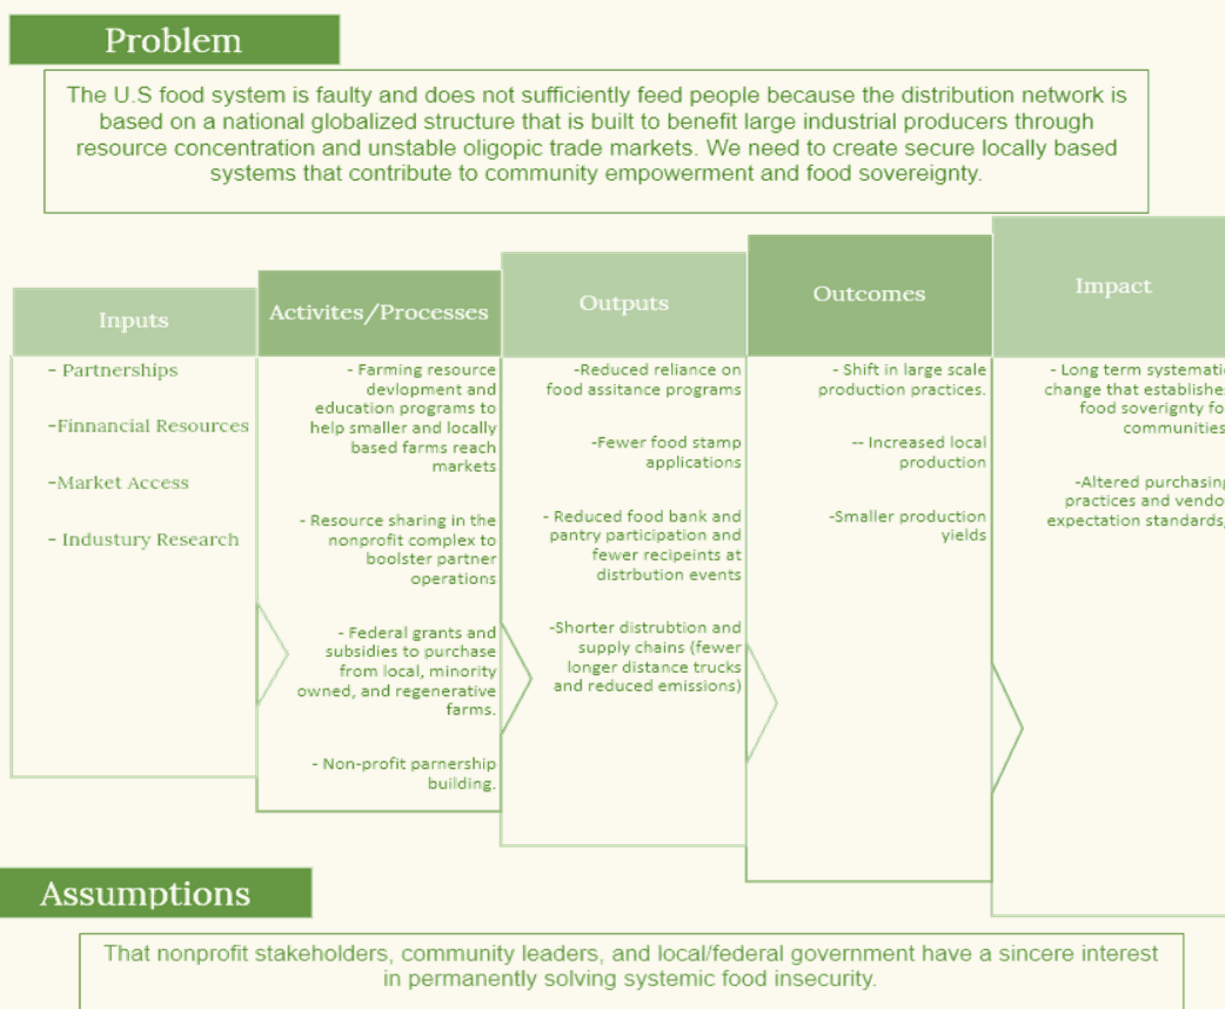 Problem
The U.S food system is faulty and does not sufficiently feed people because the distribution network is
based on a national globalized structure that is built to benefit large industrial producers through
resource concentration and unstable oligopic trade markets. We need to create secure locally based
systems that contribute to community empowerment and food sovereignty.
Inputs
- Partnerships
-Finnancial Resources
-Market Access
- Industury Research
Activites/Processes
- Farming resource
devlopment and
education programs to
help smaller and locally
based farms reach
markets
- Resource sharing in the
nonprofit complex to
boolster partner
operations
- Federal grants and
subsidies to purchase
from local, minority
owned, and regenerative
farms.
- Non-profit parnership
building.
Outputs
-Reduced reliance on
food assitance programs
-Fewer food stamp
applications
- Reduced food bank and
pantry participation and
fewer recipeints at
distrbution events
-Shorter distrubtion and
supply chains (fewer
longer distance trucks
and reduced emissions)
Outcomes
- Shift in large scale
production practices.
-- Increased local
production
-Smaller production
yields
Impact
- Long term systemati
change that establishe
food soverignty fo
communities
-Altered purchasing
practices and vendo
expectation standards,
Assumptions
That nonprofit stakeholders, community leaders, and local/federal government have a sincere interest
in permanently solving systemic food insecurity.